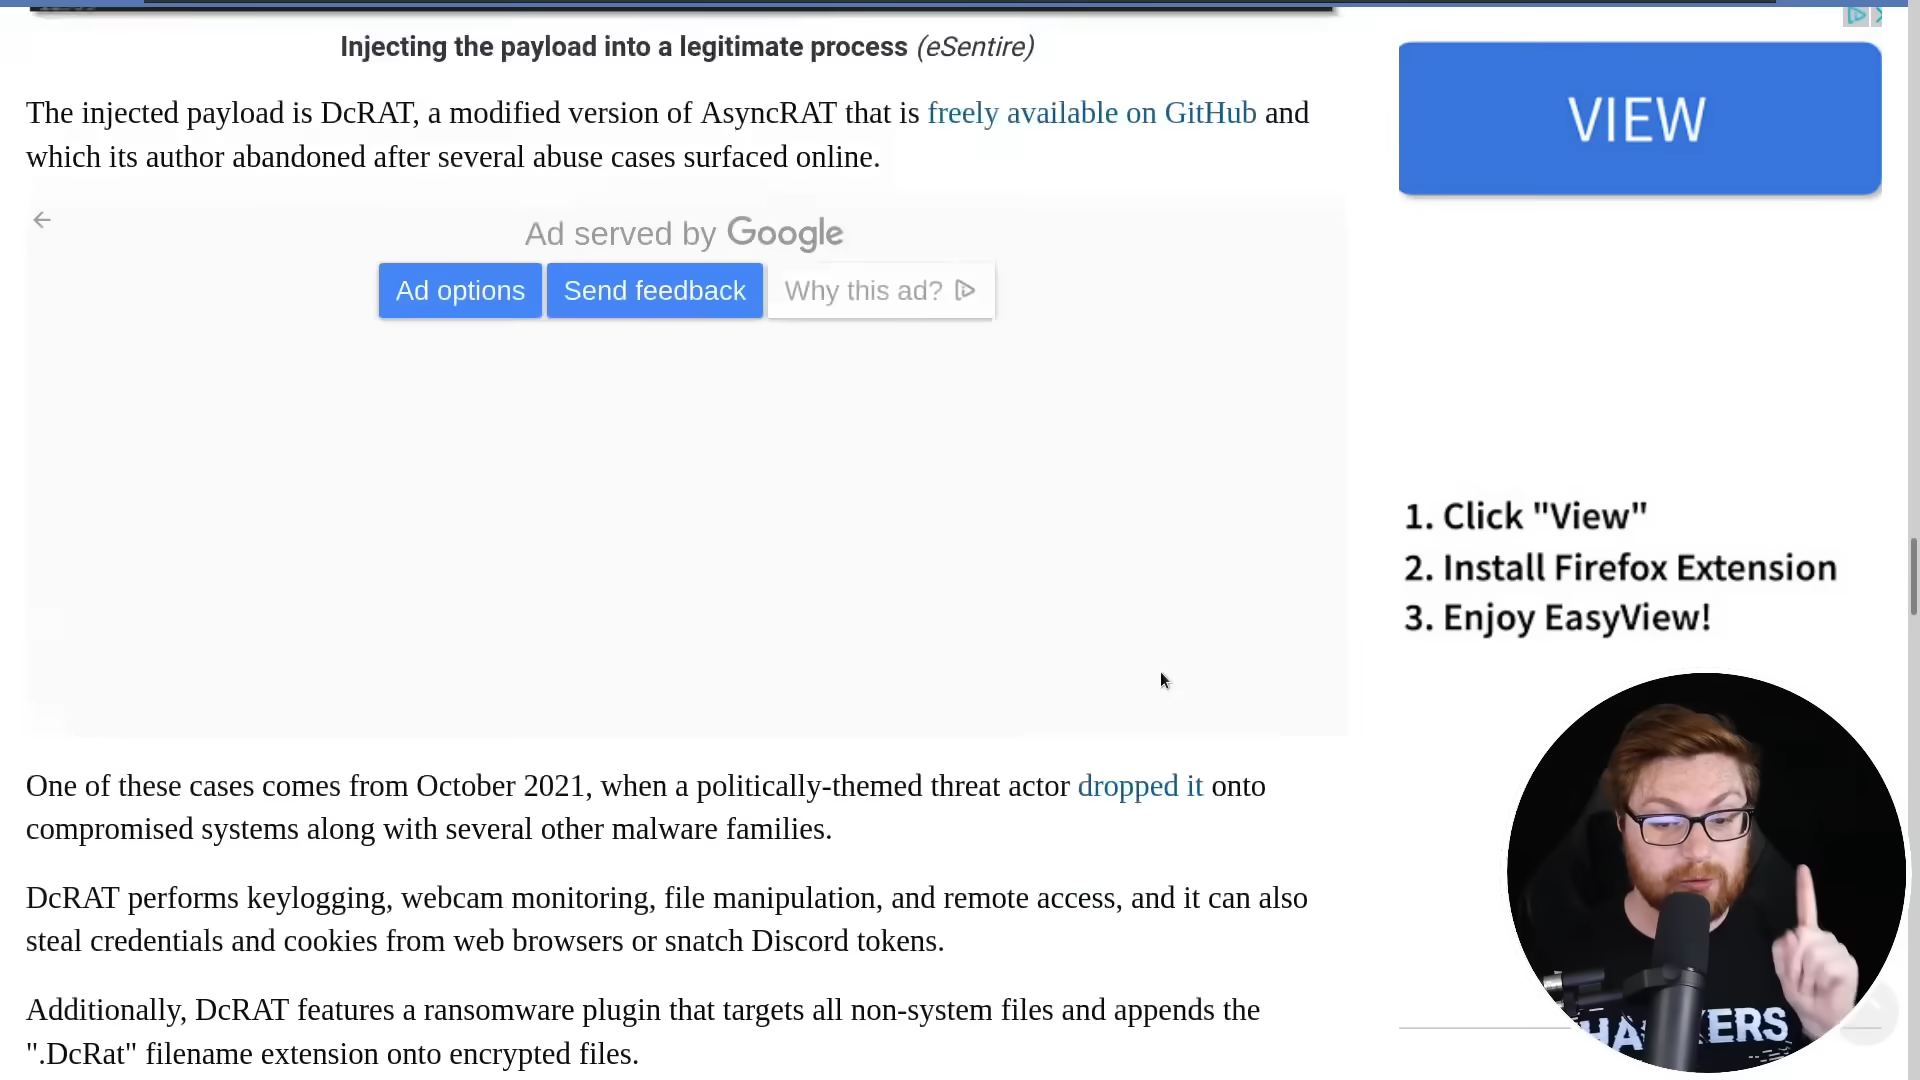 Injecting the payload into a legitimate process (eSentire)
The injected payload is DcRAT, a modified version of AsyncRAT that is freely available on GitHub and
which its author abandoned after several abuse cases surfaced online.
Ad served by Google
Ad options
Send feedback
Why this ad?
One of these cases comes from October 2021, when a politically-themed threat actor dropped it onto
compromised systems along with several other malware families.
DcRAT performs keylogging, webcam monitoring, file manipulation, and remote access, and it can also
steal credentials and cookies from web browsers or snatch Discord tokens.
Additionally, DcRAT features a ransomware plugin that targets all non-system files and appends the
".DcRat" filename extension onto encrypted files.
VIEW
1. Click "View"
2. Install Firefox Extension
3. Enjoy EasyView!